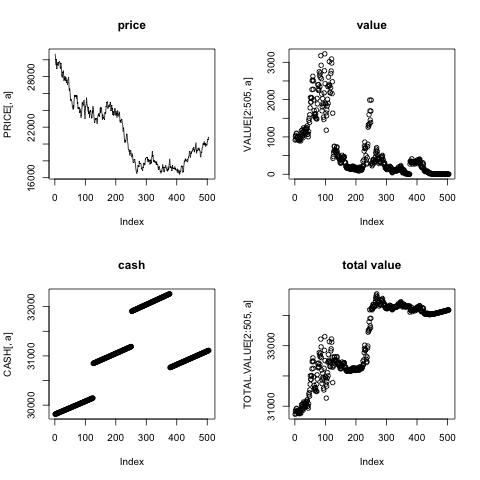 price
PRICE[, a]
16000 22000 28000
0 100 200 300 400 500
Index
value
VALUE[2:505, a]
0 1000 2000 3000
0 100 200 300 400 500
Index
cash
CASH[, a]
30000 31000 32000
0 100 200 300 400 500
Index
total value
TOTAL.VALUE[2:505, a]
31000 33000
0 100 200 300 400 500
Index